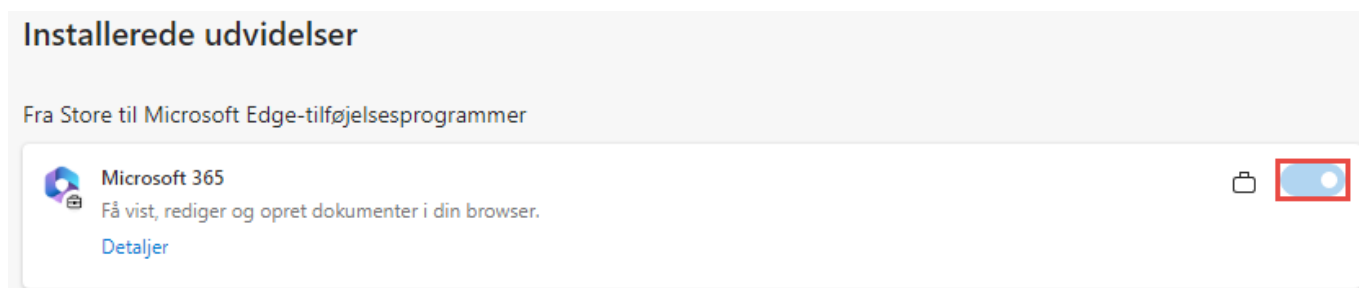 Installerede udvidelser
Fra Store til Microsoft Edge-tilføjelsesprogrammer
Microsoft 365
Få vist, rediger og opret dokumenter i din browser.
Detaljer